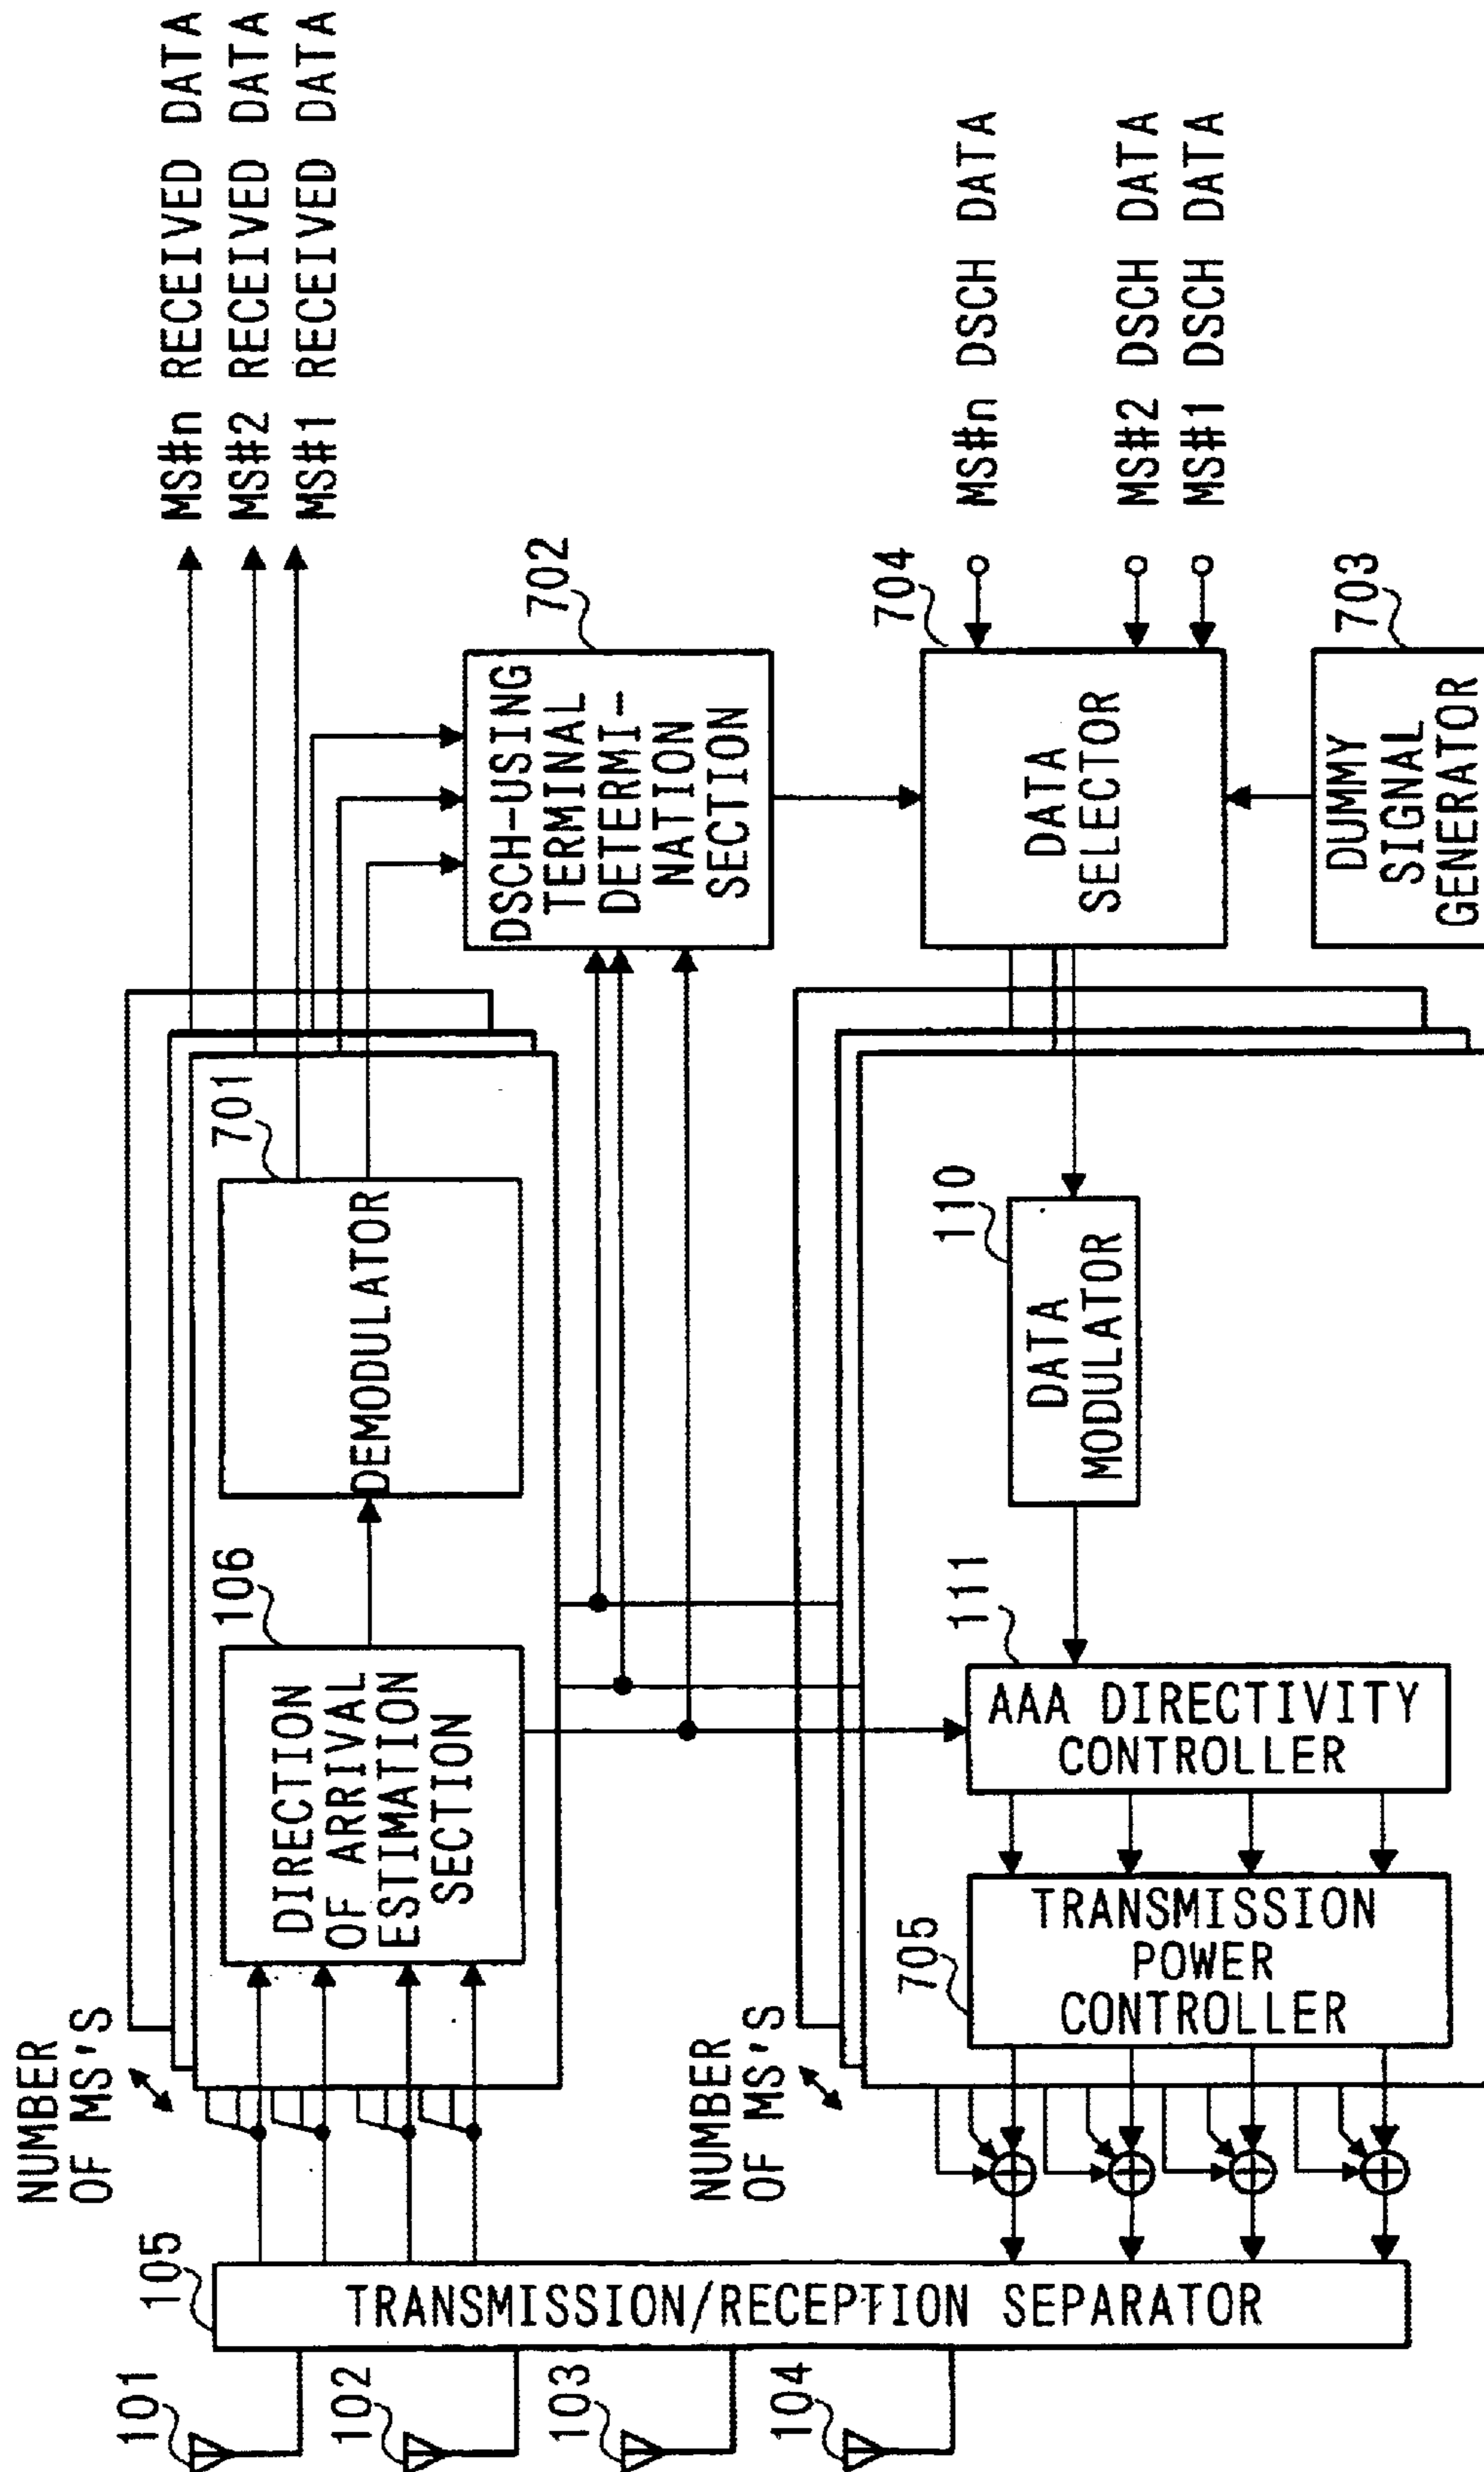 MS#n RECEIVED DATA
MS#2 RECEIVED DATA
MS#1 RECEIVED DATA
NUMBER
OF MS'S
101
102
103
104
105
TRANSMISSION/RECEPTION SEPARATOR
106
DIRECTION
OF ARRIVAL
ESTIMATION
SECTION
701
DEMODULATOR
702
DSCH-USING
TERMINAL
DETERMI-
NATION
SECTION
NUMBER
OF MS'S
705
TRANSMISSION
POWER
CONTROLLER
111
AAA DIRECTIVITY
CONTROLLER
110
DATA
MODULATOR
704
DATA
SELECTOR
MS#n DSCH DATA
MS#2 DSCH DATA
MS#1 DSCH DATA
703
DUMMY
SIGNAL
GENERATOR